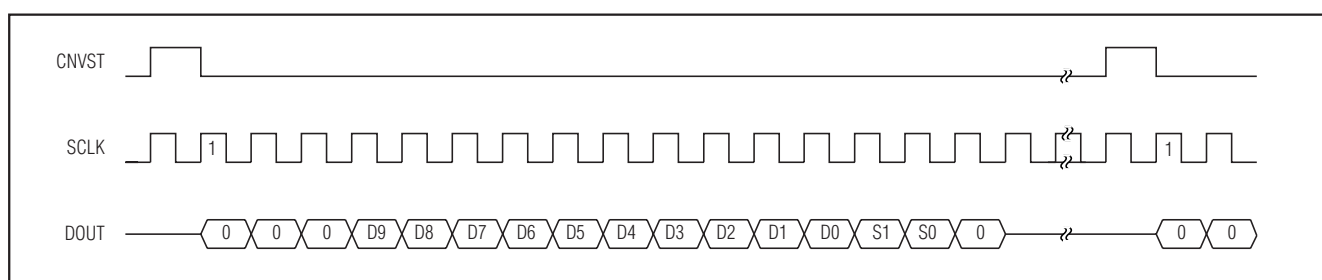 CNVST
SCLK 1 1
DOUT 0 0 0 D9 D8 D7 D6 D5 D4 D3 D2 D1 D0 S1 S0 0 0 0